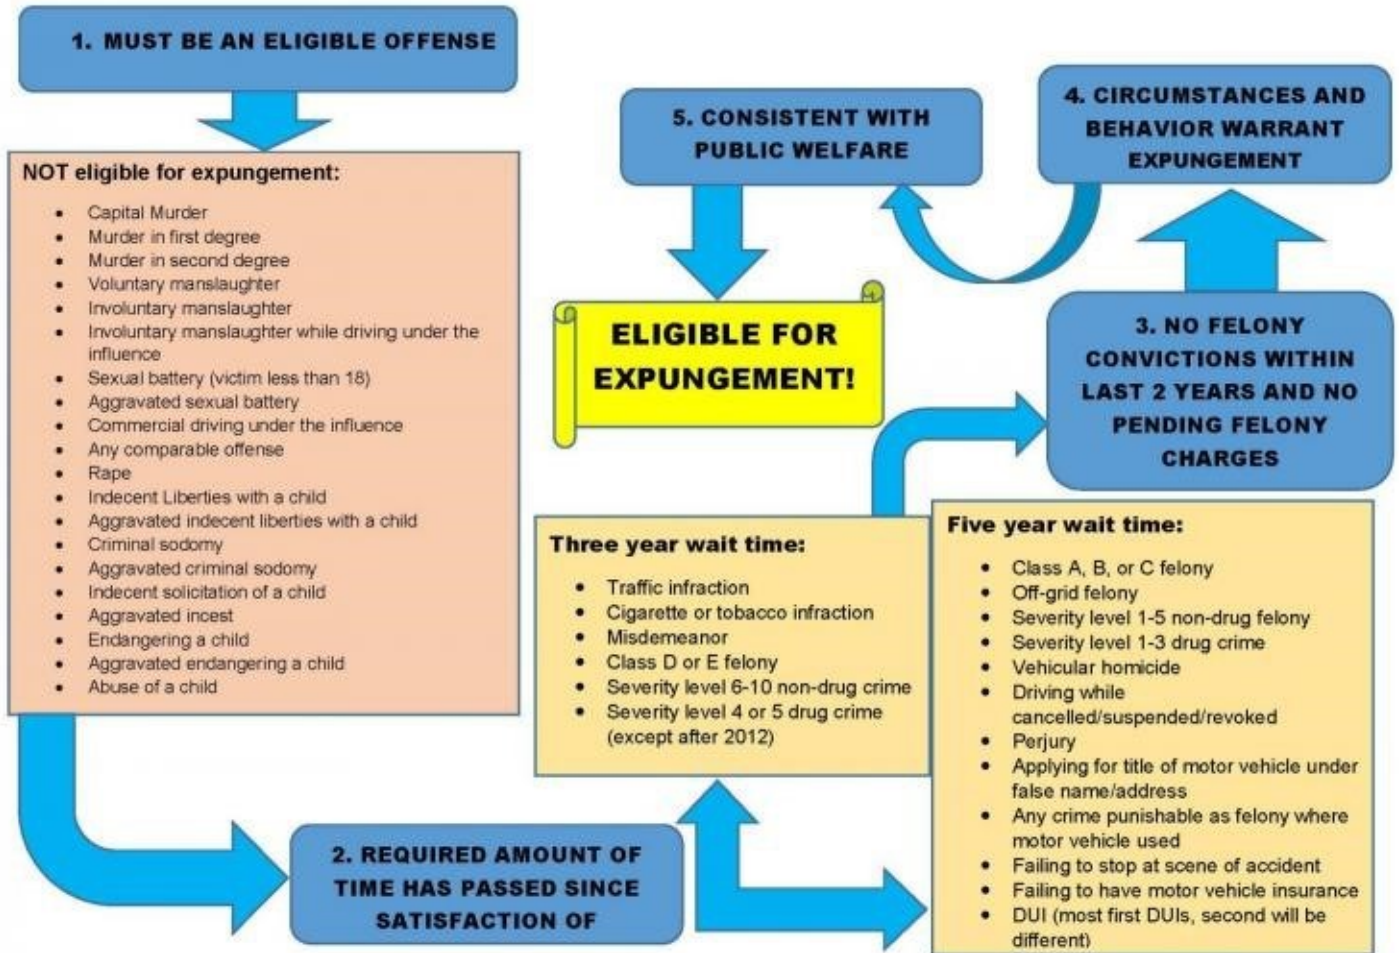 1. MUST BE AN ELIGIBLE OFFENSE
NOT eligible for expungement:
• Capital Murder
• Murder in first degree
• Murder in second degree
• Voluntary manslaughter
• Involuntary manslaughter
• Involuntary manslaughter while driving under the
influence
• Sexual battery (victim less than 18)
• Aggravated sexual battery
• Commercial driving under the influence
• Any comparable offense
• Rape
• Indecent Liberties with a child
• Aggravated indecent liberties with a child
• Criminal sodomy
• Aggravated criminal sodomy
• Indecent solicitation of a child
• Aggravated incest
• Endangering a child
• Aggravated endangering a child
• Abuse of a child
2. REQUIRED AMOUNT OF
TIME HAS PASSED SINCE
SATISFACTION OF
Three year wait time:
• Traffic infraction
• Cigarette or tobacco infraction
• Misdemeanor
• Class D or E felony
• Severity level 6-10 non-drug crime
• Severity level 4 or 5 drug crime
(except after 2012)
Five year wait time:
• Class A, B, or C felony
• Off-grid felony
• Severity level 1-5 non-drug felony
• Severity level 1-3 drug crime
• Vehicular homicide
• Driving while
cancelled/suspended/revoked
• Perjury
• Applying for title of motor vehicle under
false name/address
• Any crime punishable as felony where
motor vehicle used
• Failing to stop at scene of accident
• Failing to have motor vehicle insurance
• DUI (most first DUIs, second will be
different)
3. NO FELONY
CONVICTIONS WITHIN
LAST 2 YEARS AND NO
PENDING FELONY
CHARGES
4. CIRCUMSTANCES AND
BEHAVIOR WARRANT
EXPUNGEMENT
5. CONSISTENT WITH
PUBLIC WELFARE
ELIGIBLE FOR
EXPUNGEMENT!